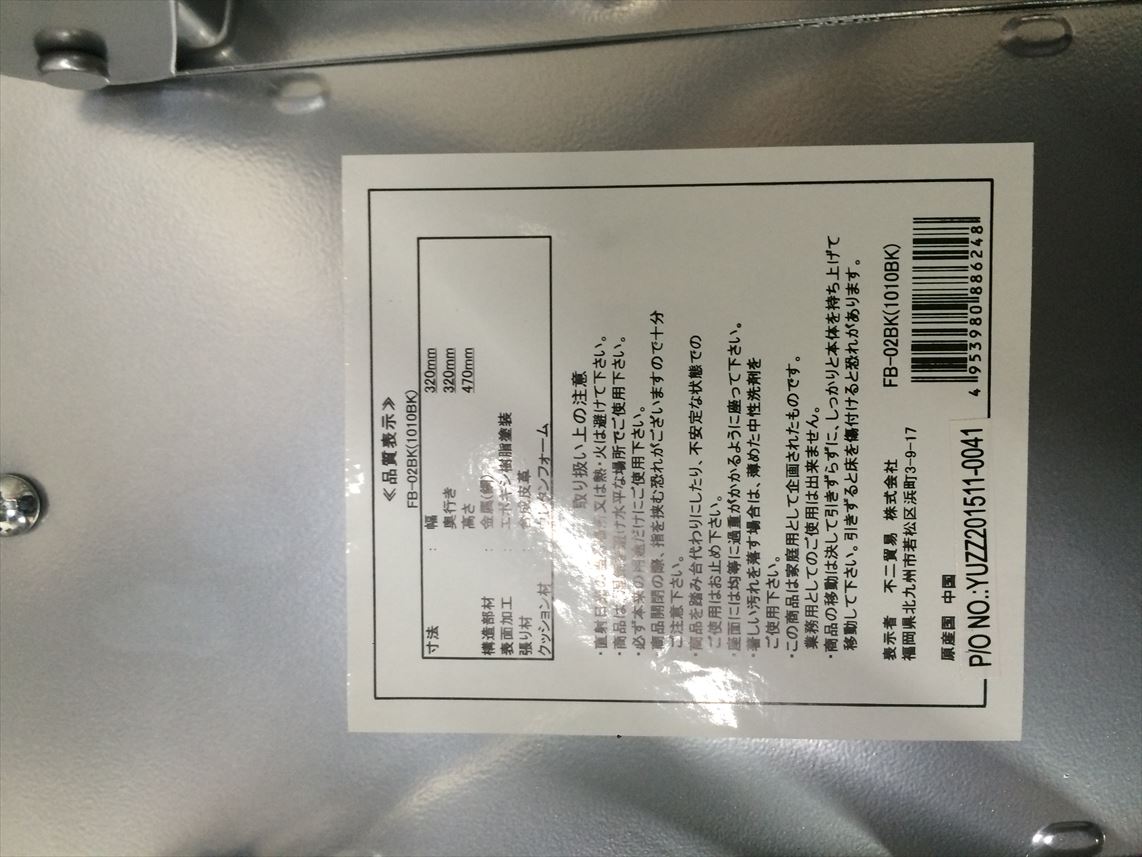 ≪品質表示≫
FB-02BK(1010BK)
寸法 : 幅 320mm
奥行き 320mm
高さ 470mm
構造部材 : 金属(鋼)
表面加工 : エポキシ樹脂塗装
張り材 : 合成皮革
クッション材 : ウレタンフォーム
取り扱い上の注意
・直射日光の当る場所又は熱・火は避けて下さい。
・商品は 避け水平な場所でご使用下さい。
・必ず本来の用途だけにご使用下さい。
・商品開閉の際、指を挟む恐れがございますので十分
ご注意下さい。
・商品を踏み台代わりにしたり、不安定な状態での
ご使用はお止め下さい。
・座面には均等に過重がかかるように座って下さい。
・著しい汚れを落す場合は、薄めた中性洗剤を
ご使用下さい。
・この商品は家庭用として企画されたものです。
業務用としてのご使用は出来ません。
・商品の移動は決して引きずらずに、しっかりと本体を持ち上げて
移動して下さい。引きずると床を傷付けると恐れがあります。
表示者 不二貿易 株式会社 FB-02BK(1010BK)
福岡県北九州市若松区浜町3-9-17
原産国 中国
4 953980 886248
P/O NO.:YUZZ201511-0041